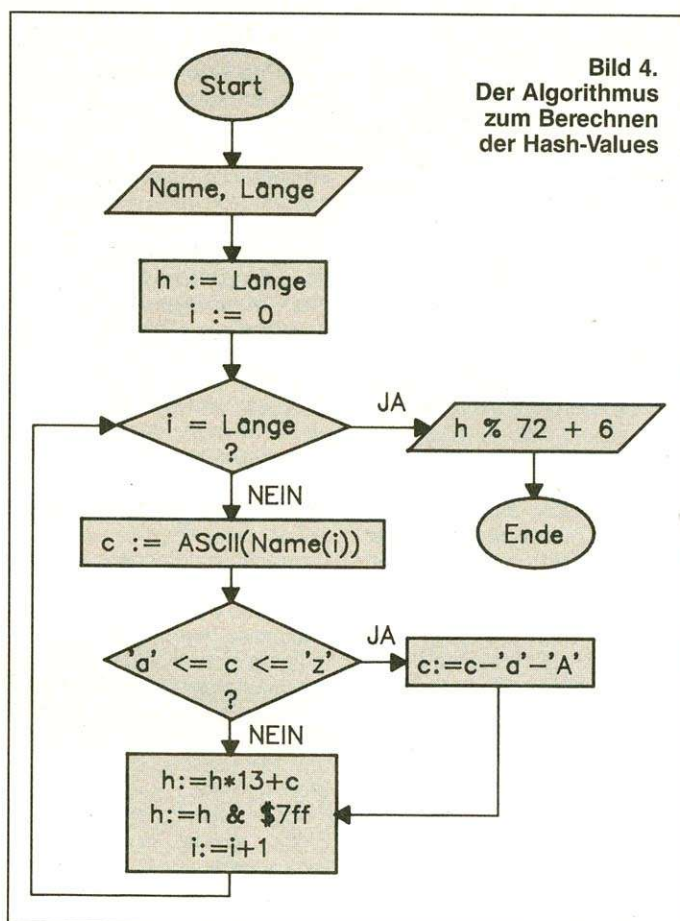 Bild 4.
Der Algorithmus
zum Berechnen
der Hash-Values
Start
Name, Länge
h := Länge
i := 0
i = Länge
?
JA
h % 72 + 6
Ende
NEIN
c := ASCII(Name(i))
'a' <= c <= 'z'
?
JA
c:=c-'a'-'A'
NEIN
h:=h*13+c
h:=h & $7ff
i:=i+1